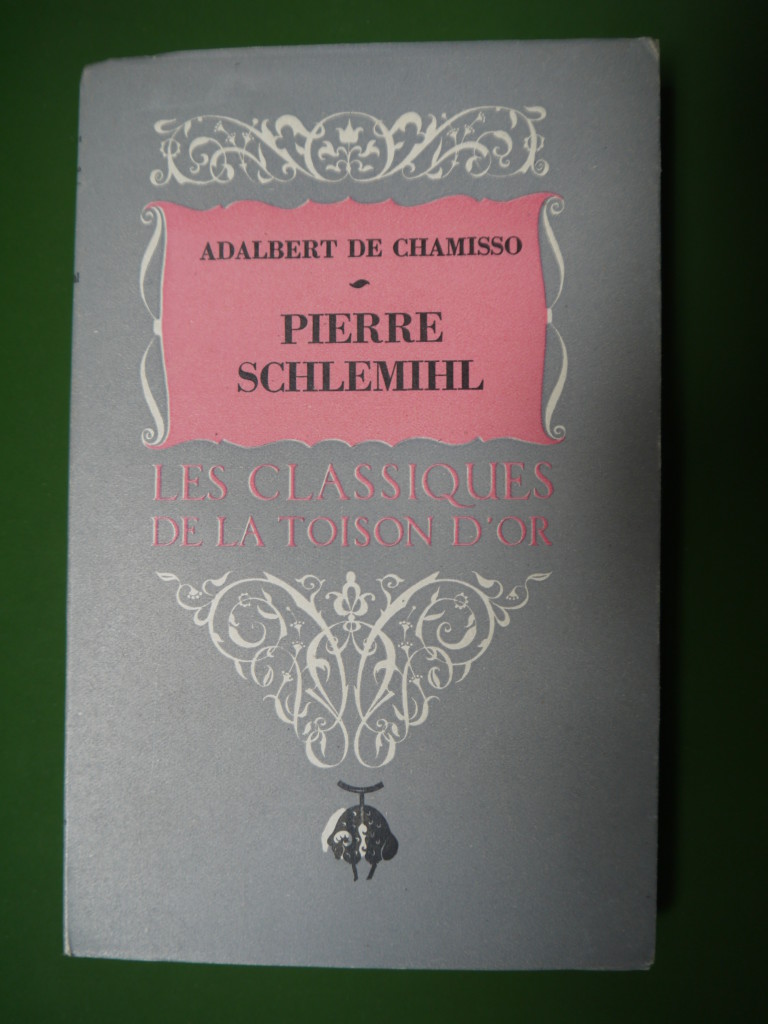 ADALBERT DE CHAMISSO
PIERRE
SCHLEMIHL
LES CLASSIQUES
DE LA TOISON D'OR